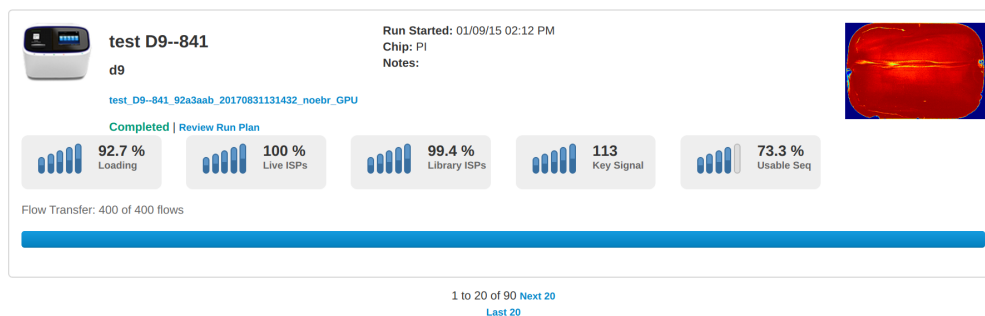 test D9--841
d9
test_D9--841_92a3aab_20170831131432_noebr_GPU
Completed | Review Run Plan
Run Started: 01/09/15 02:12 PM
Chip: PI
Notes:
92.7 %
Loading
100 %
Live ISPs
99.4 %
Library ISPs
113
Key Signal
73.3 %
Usable Seq
Flow Transfer: 400 of 400 flows
1 to 20 of 90 Next 20
Last 20